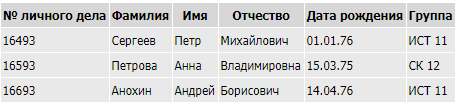 № личного дела Фамилия Имя Отчество Дата рождения Группа
16493 Сергеев Петр Михайлович 01.01.76 ИСТ 11
16593 Петрова Анна Владимировна 15.03.75 СК 12
16693 Анохин Андрей Борисович 14.04.76 ИСТ 11